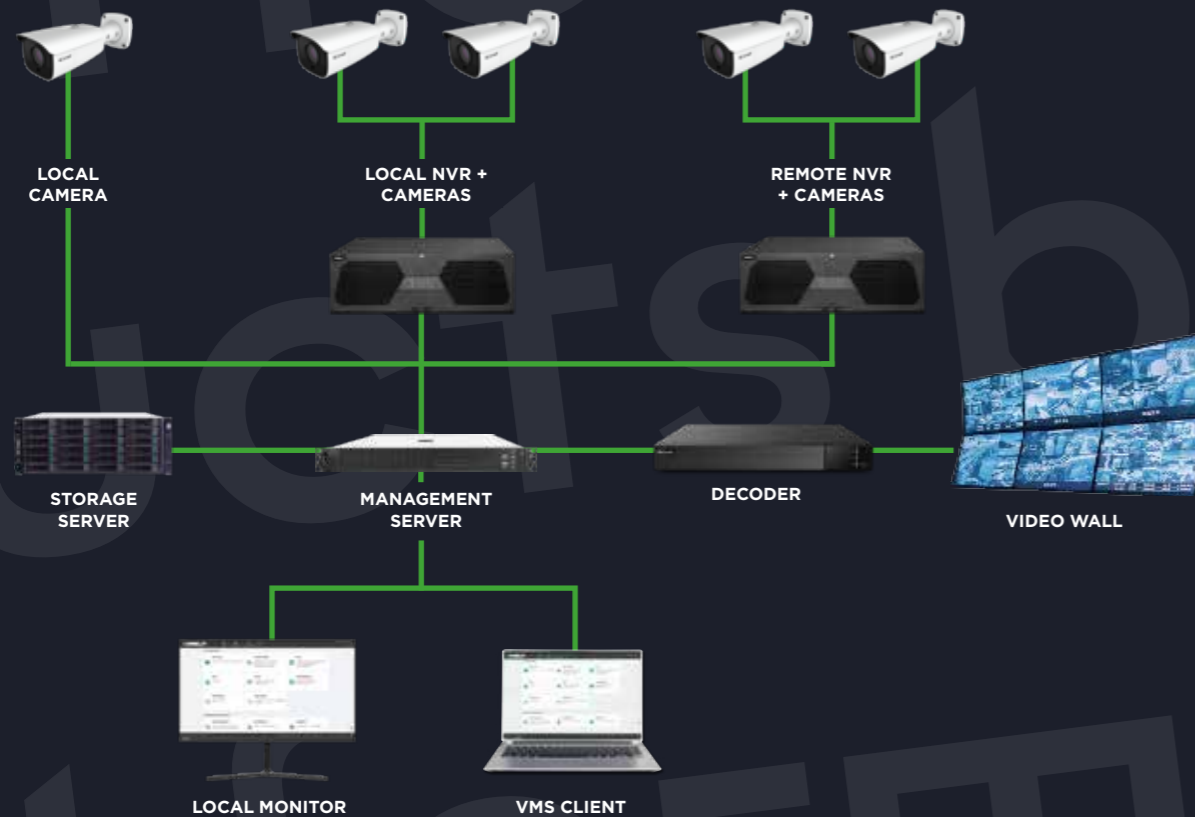 LOCAL
CAMERA
LOCAL NVR +
CAMERAS
REMOTE NVR
+ CAMERAS
STORAGE
SERVER
MANAGEMENT
SERVER
DECODER
VIDEO WALL
LOCAL MONITOR
VMS CLIENT